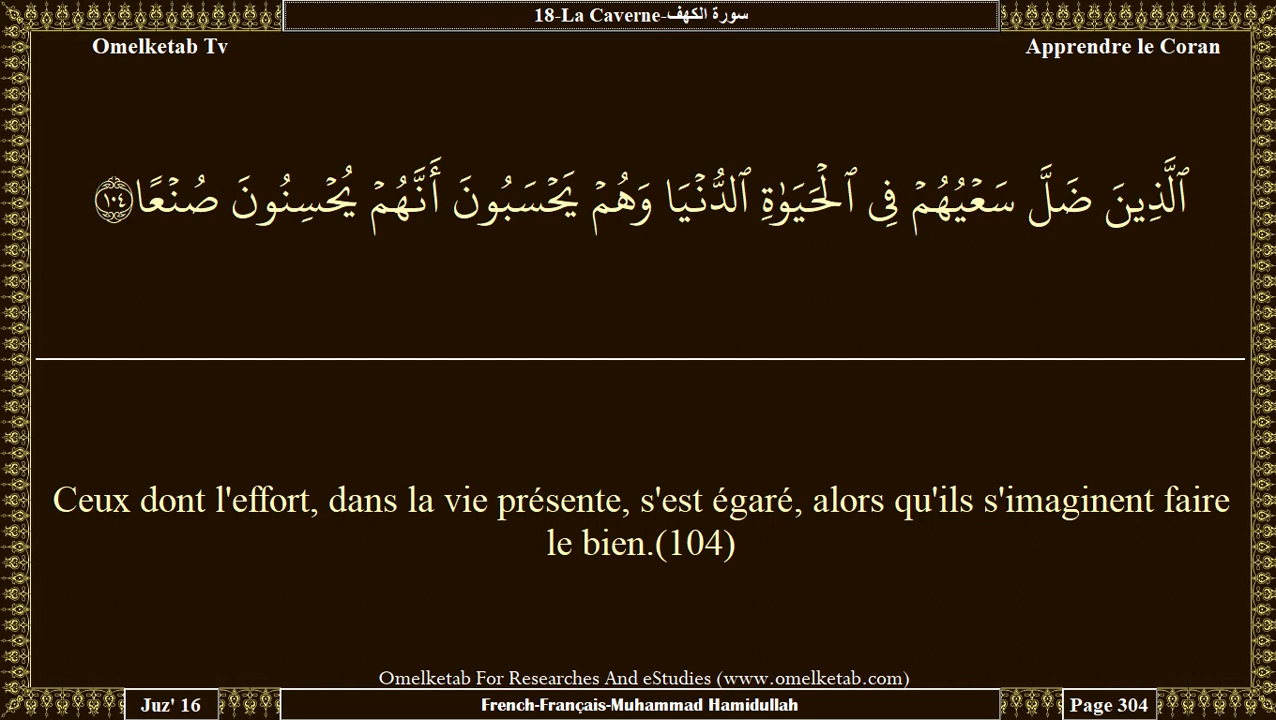 18-La Caverne-سورة الكهف
Omelketab Tv
Apprendre le Coran
ٱلَّذِينَ ضَلَّ سَعْيُهُمْ فِى ٱلْحَيَوٰةِ ٱلدُّنْيَا وَهُمْ يَحْسَبُونَ أَنَّهُمْ يُحْسِنُونَ صُنْعًا ١٠٤
Ceux dont l'effort, dans la vie présente, s'est égaré, alors qu'ils s'imaginent faire
le bien.(104)
Omelketab For Researches And eStudies (www.omelketab.com)
Juz' 16
French-Français-Muhammad Hamidullah
Page 304